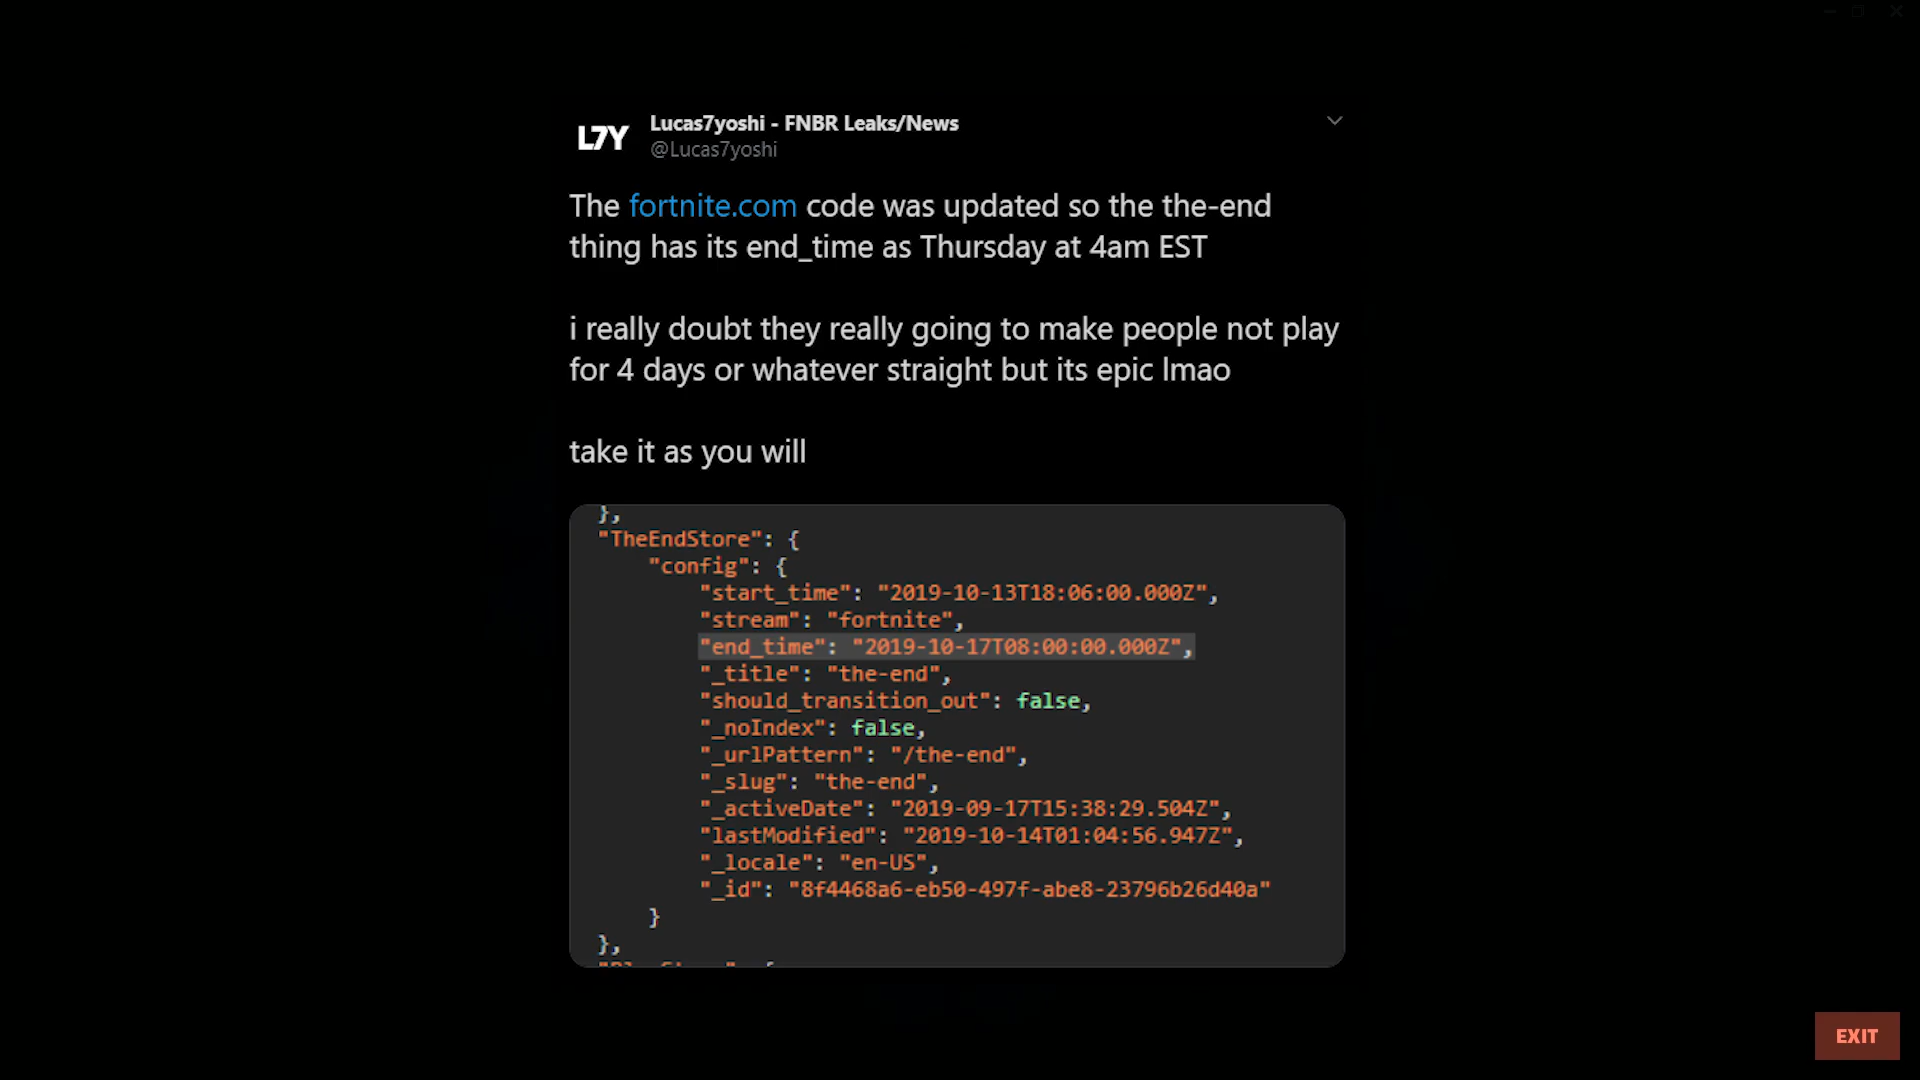 L7Y
Lucas7yoshi - FNBR Leaks/News
@Lucas7yoshi
The fortnite.com code was updated so the the-end
thing has its end_time as Thursday at 4am EST
i really doubt they really going to make people not play
for 4 days or whatever straight but its epic lmao
take it as you will
},
"TheEndStore": {
"config": {
"start_time": "2019-10-13T18:06:00.000Z",
"stream": "fortnite",
"end_time": "2019-10-17T08:00:00.000Z",
"_title": "the-end",
"should_transition_out": false,
"_noIndex": false,
"_urlPattern": "/the-end",
"_slug": "the-end",
"_activeDate": "2019-09-17T15:38:29.504Z",
"lastModified": "2019-10-14T01:04:56.947Z",
"_locale": "en-US",
"_id": "8f4468a6-eb50-497f-abe8-23796b26d40a"
}
},
EXIT